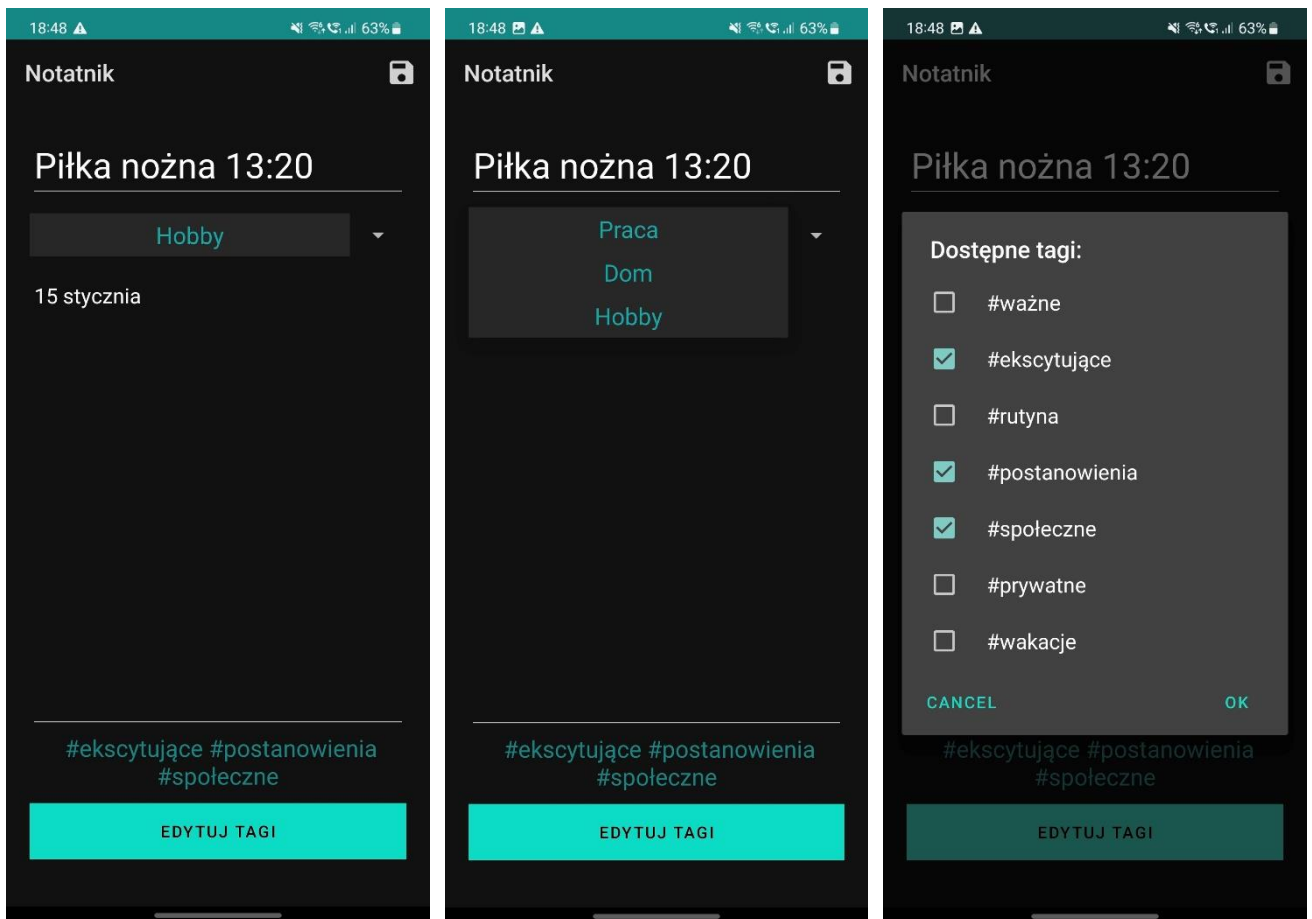 18:48 63%
Notatnik
Piłka nożna 13:20
Hobby
15 stycznia
#ekscytujące #postanowienia
#społeczne
EDYTUJ TAGI
18:48 63%
Notatnik
Piłka nożna 13:20
Praca
Dom
Hobby
#ekscytujące #postanowienia
#społeczne
EDYTUJ TAGI
18:48 63%
Notatnik
Piłka nożna 13:20
Dostępne tagi:
#ważne
#ekscytujące
#rutyna
#postanowienia
#społeczne
#prywatne
#wakacje
CANCEL OK
#ekscytujące #postanowienia
#społeczne
EDYTUJ TAGI